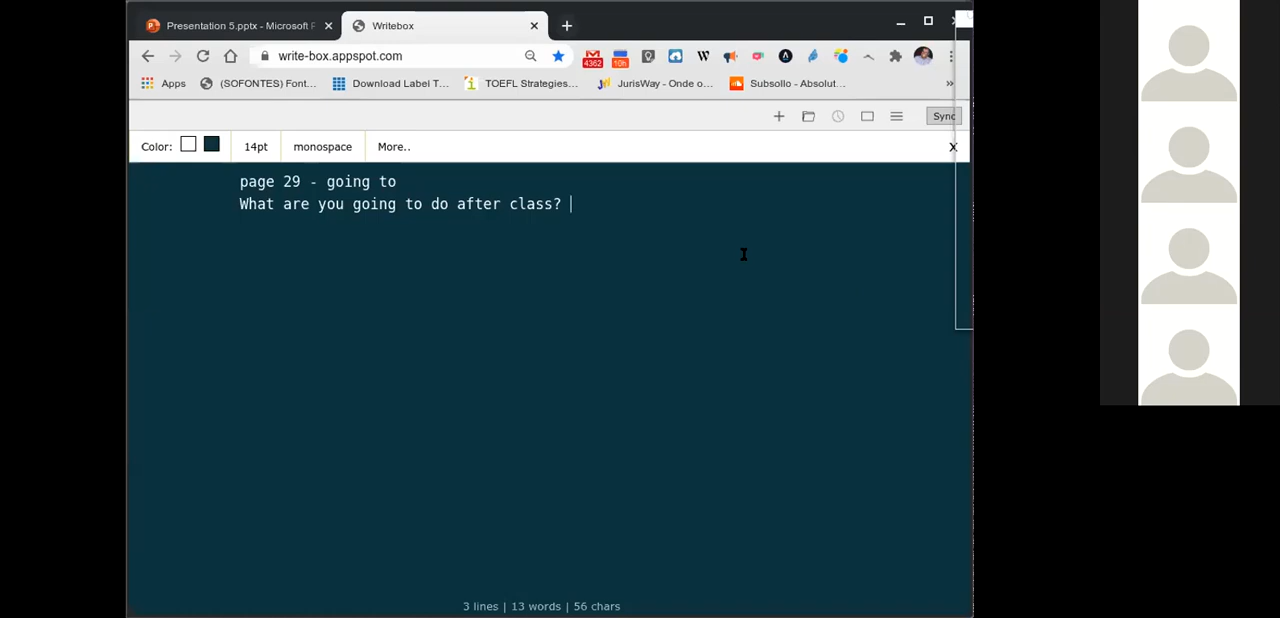 Presentation 5.pptx - Microsoft P
Writebox
write-box.appspot.com
4362
10h
W
Apps
(SOFONTES) Font...
Download Label T...
TOEFL Strategies...
JurisWay - Onde o...
Subsollo - Absolut...
»
Sync
Color:
14pt
monospace
More..
X
page 29 - going to
What are you going to do after class?
3 lines | 13 words | 56 chars